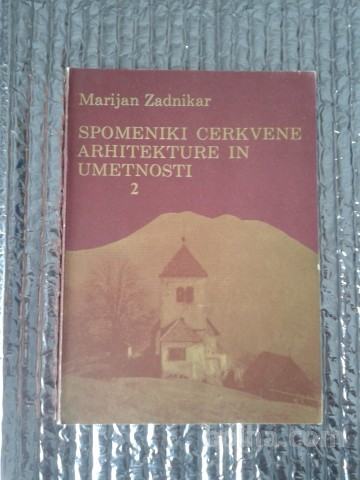 Marijan Zadnikar
SPOMENIKI CERKVENE
ARHITEKTURE IN
UMETNOSTI
2